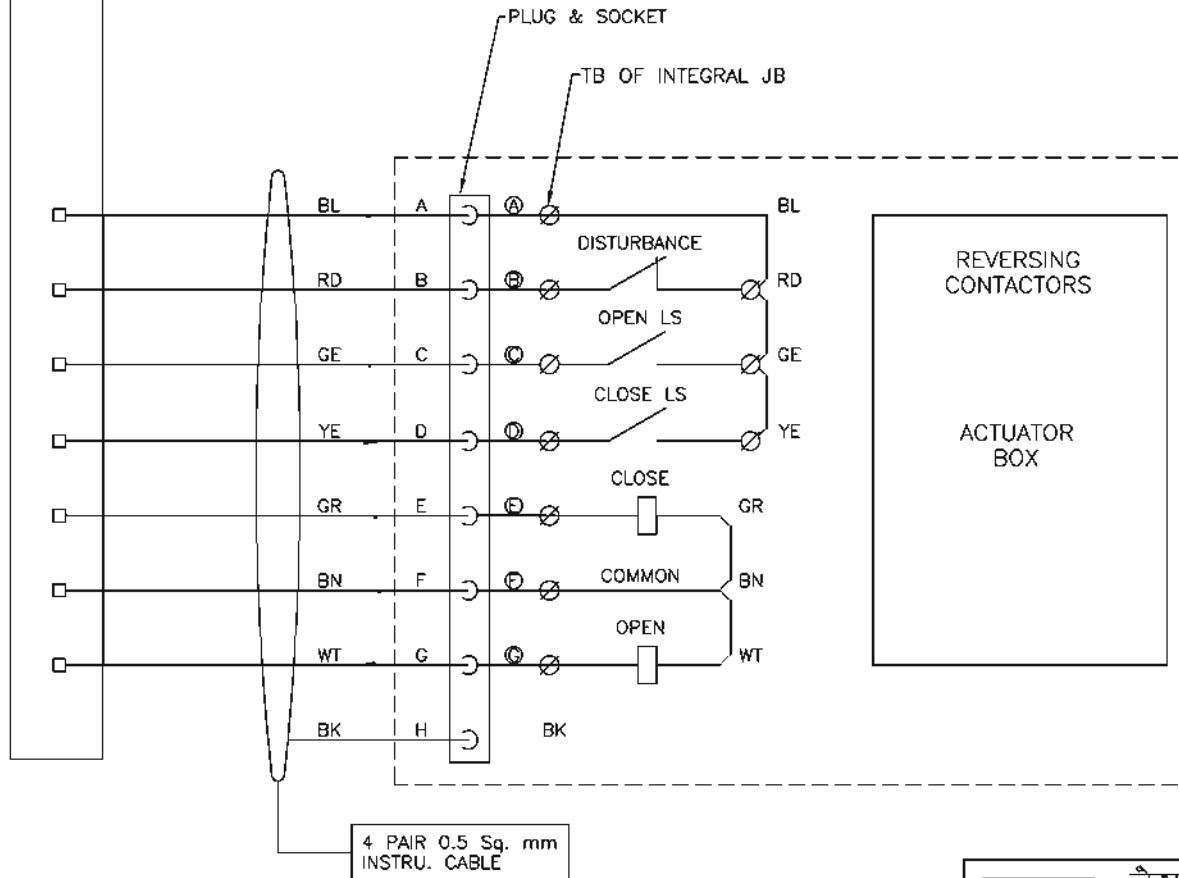 PLUG & SOCKET
TB OF INTEGRAL JB
BL A A BL
DISTURBANCE
RD B B RD
REVERSING
CONTACTORS
OPEN LS
GE C C GE
CLOSE LS
YE D D YE
ACTUATOR
BOX
CLOSE
GR E E GR
BN F F COMMON BN
OPEN
WT G G WT
BK H BK
4 PAIR 0.5 Sq. mm
INSTRU. CABLE